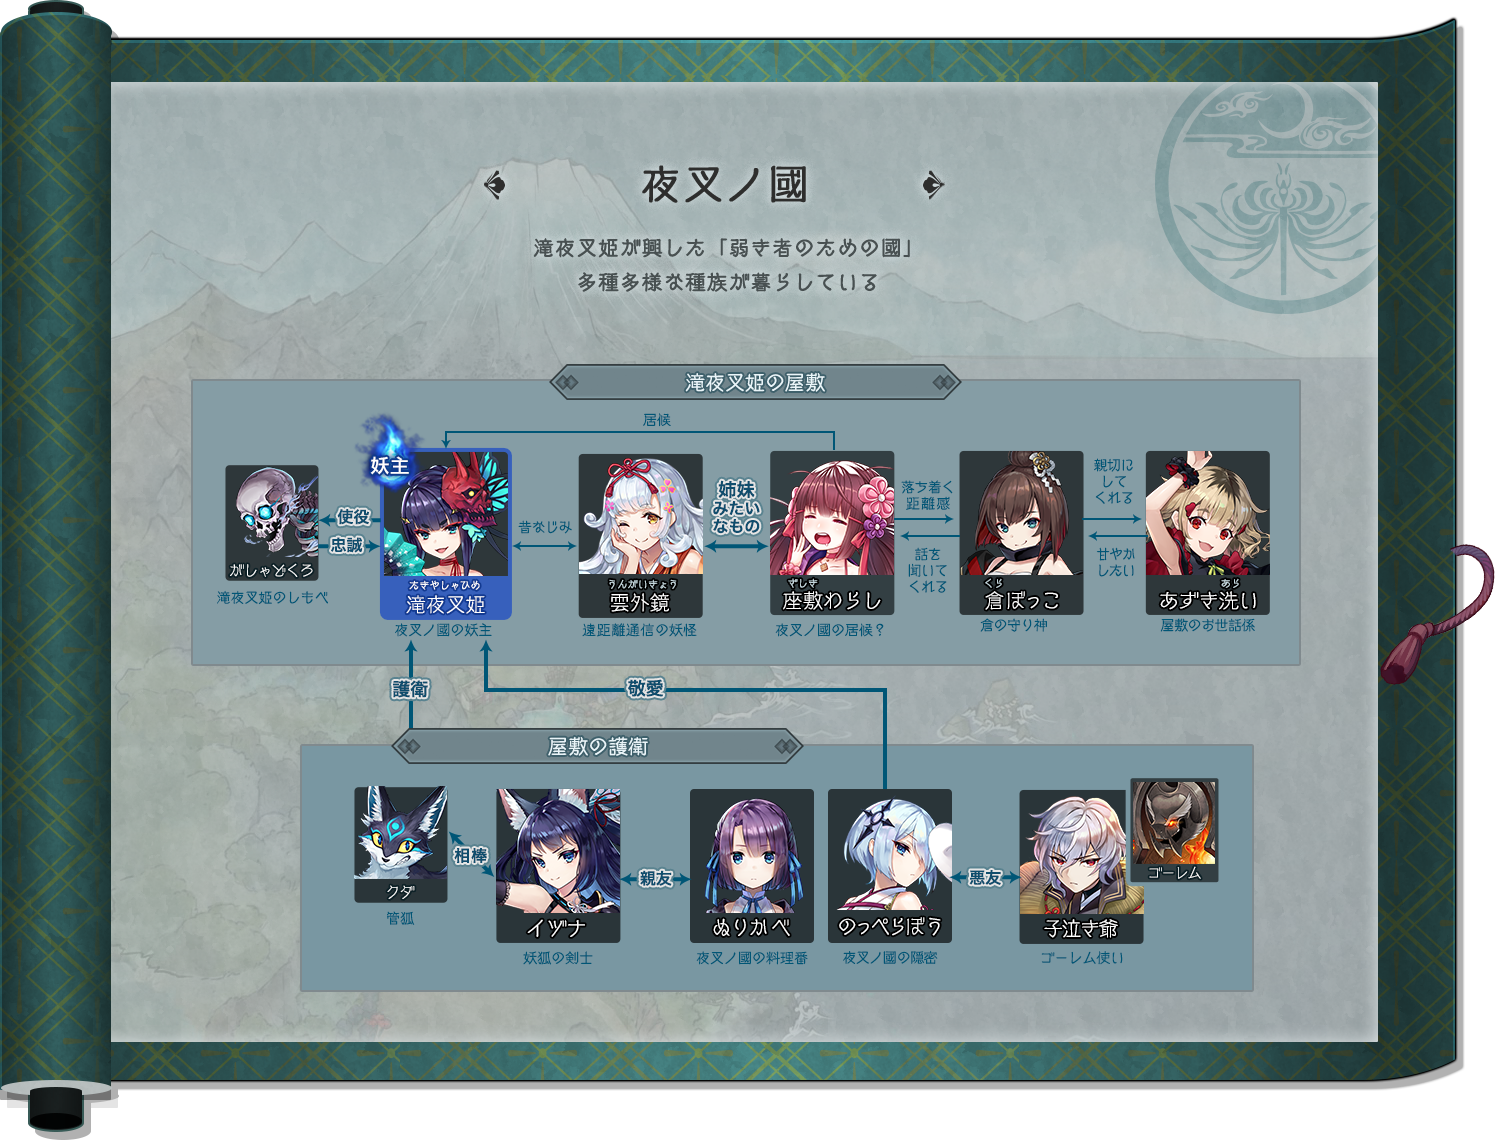 夜叉ノ國
滝夜叉姫が興した「弱き者のための國」
多種多様な種族が暮らしている
滝夜叉姫の屋敷
居候
妖主
がしゃどくろ
滝夜叉姫のしもべ
使役
忠誠
たきやしゃひめ
滝夜叉姫
夜叉ノ國の妖主
昔なじみ
うんがいきょう
雲外鏡
遠距離通信の妖怪
姉妹
みたい
なもの
ざしき
座敷わらし
夜叉ノ國の居候？
落ち着く
距離感
話を
聞いて
くれる
くら
倉ぼっこ
倉の守り神
親切に
して
くれる
甘やか
したい
あら
あずき洗い
屋敷のお世話係
護衛
敬愛
屋敷の護衛
クダ
管狐
相棒
イヅナ
妖狐の剣士
親友
ぬりかべ
夜叉ノ國の料理番
のっぺらぼう
夜叉ノ國の隠密
悪友
子泣き爺
ゴーレム使い
ゴーレム